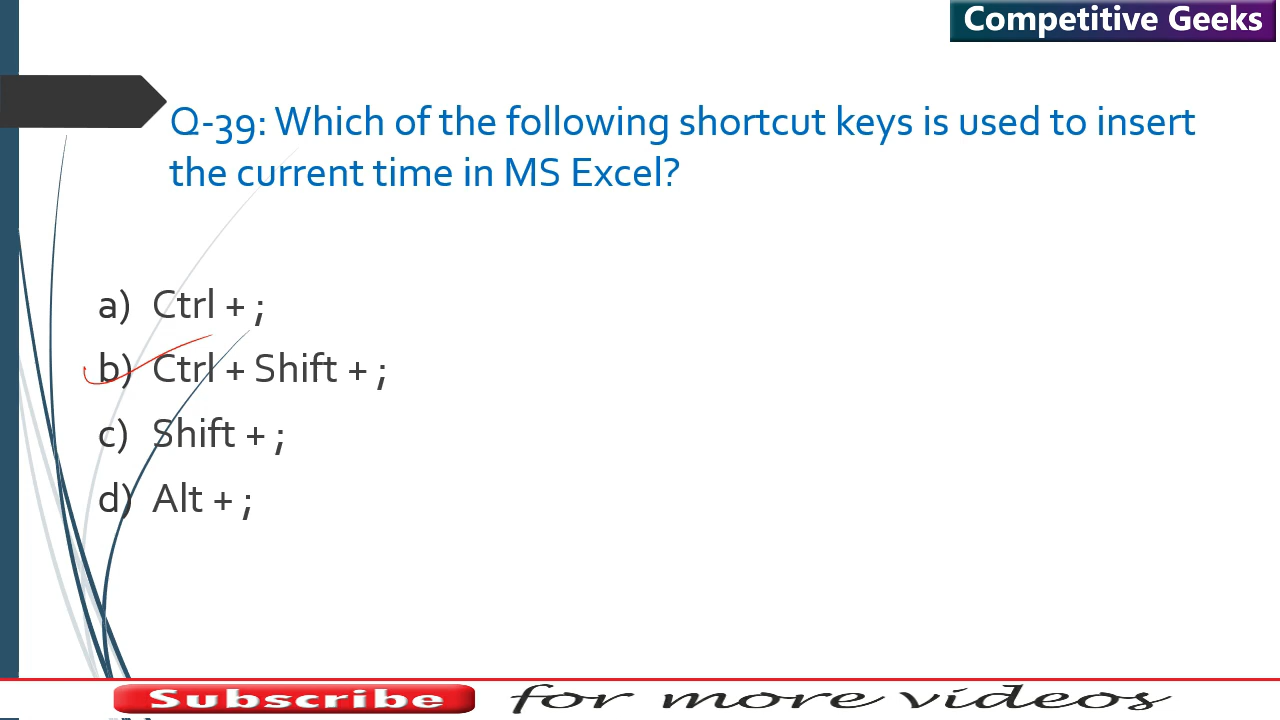 Competitive Geeks
Q-39: Which of the following shortcut keys is used to insert
the current time in MS Excel?
a) Ctrl + ;
b) Ctrl + Shift + ;
c) Shift + ;
d) Alt + ;
Subscribe for more videos